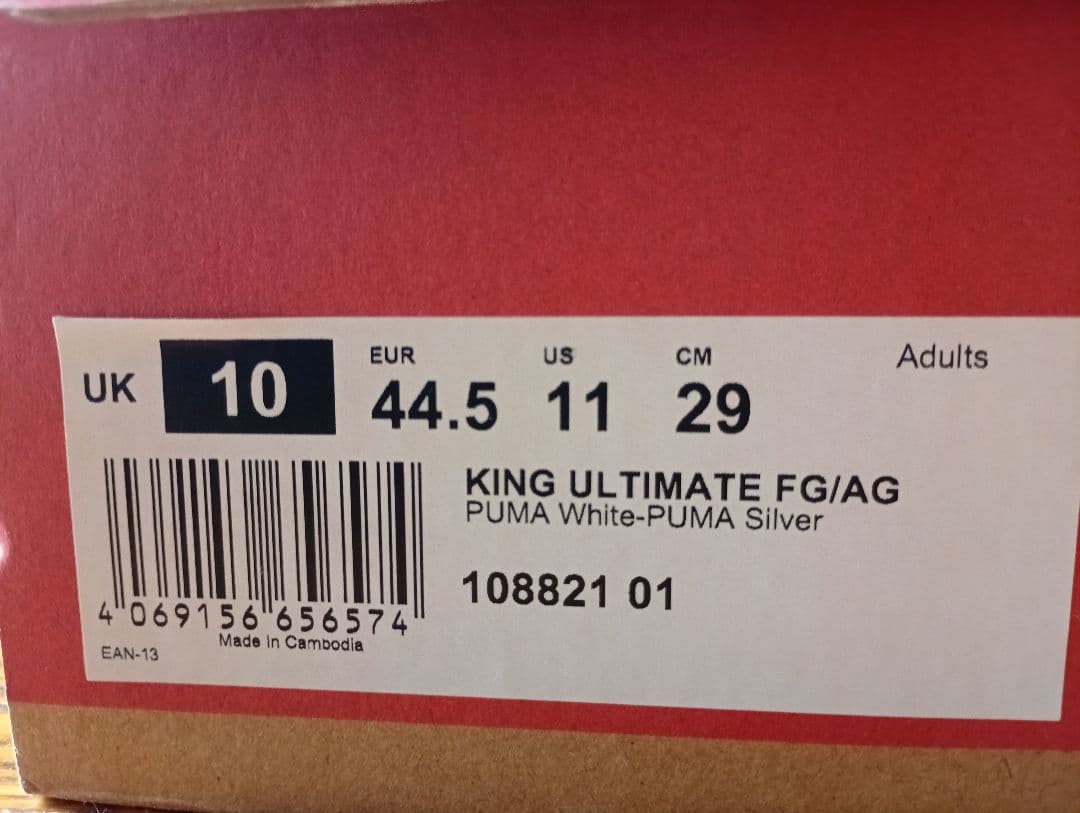 UK 10
EUR US CM Adults
44.5 11 29
KING ULTIMATE FG/AG
PUMA White-PUMA Silver
108821 01
4 069156 656574
Made in Cambodia
EAN-13